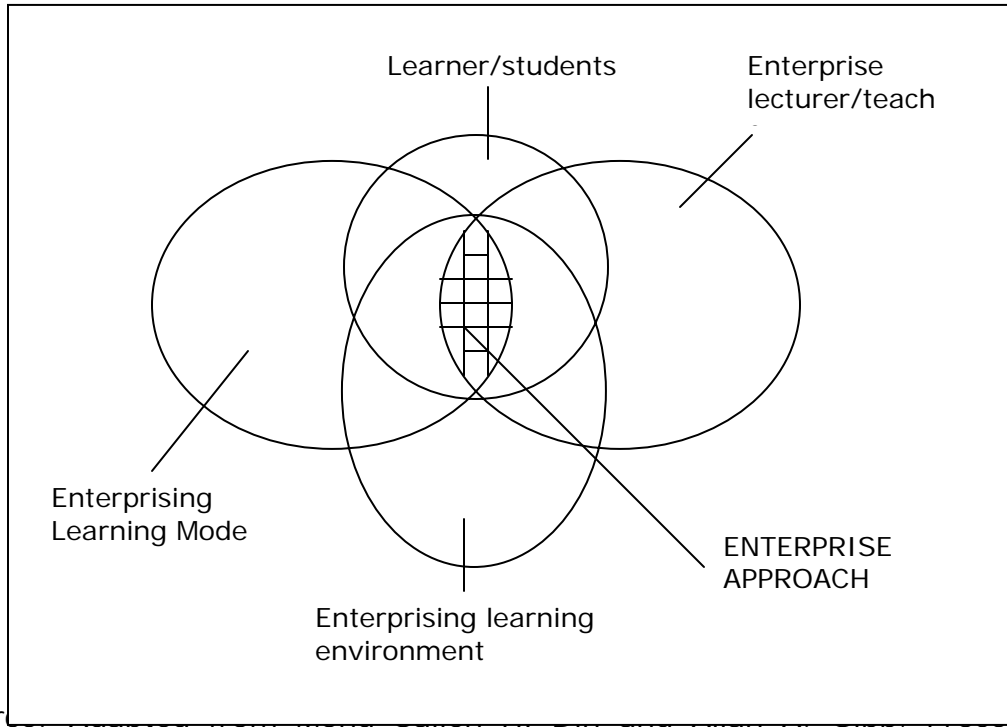 Learner/students
Enterprise
lecturer/teach
Enterprising
Learning Mode
ENTERPRISE
APPROACH
Enterprising learning
environment